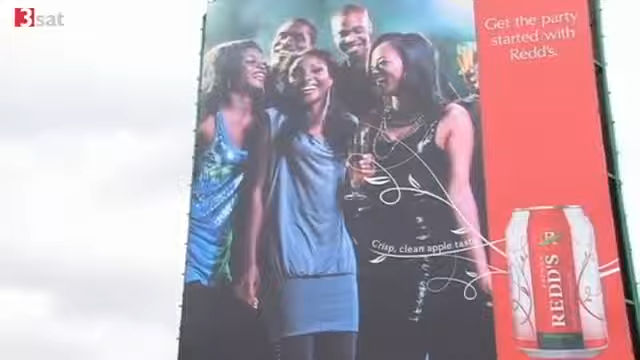 3sat
Get the party
started with
Redd's.
Crisp, clean apple taste
REDD'S